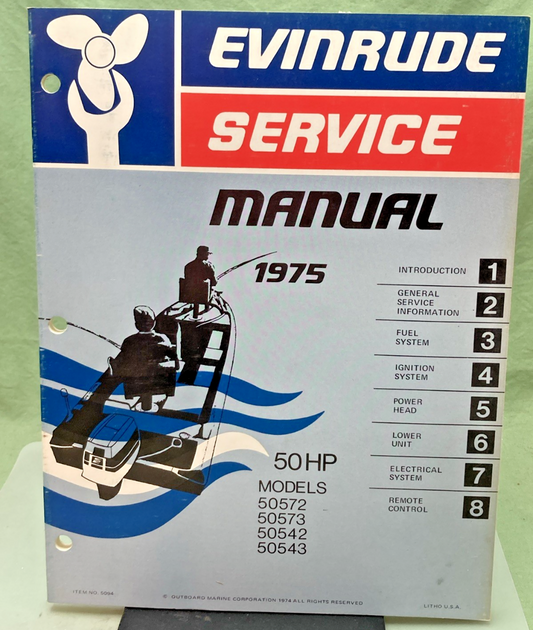 EVINRUDE
SERVICE
MANUAL
1975
INTRODUCTION 1
GENERAL
SERVICE
INFORMATION 2
FUEL
SYSTEM 3
IGNITION
SYSTEM 4
POWER
HEAD 5
LOWER
UNIT 6
ELECTRICAL
SYSTEM 7
REMOTE
CONTROL 8
50 HP
MODELS
50572
50573
50542
50543
ITEM NO.
© OUTBOARD MARINE CORPORATION 1974 ALL RIGHTS RESERVED
LITHO U.S.A.